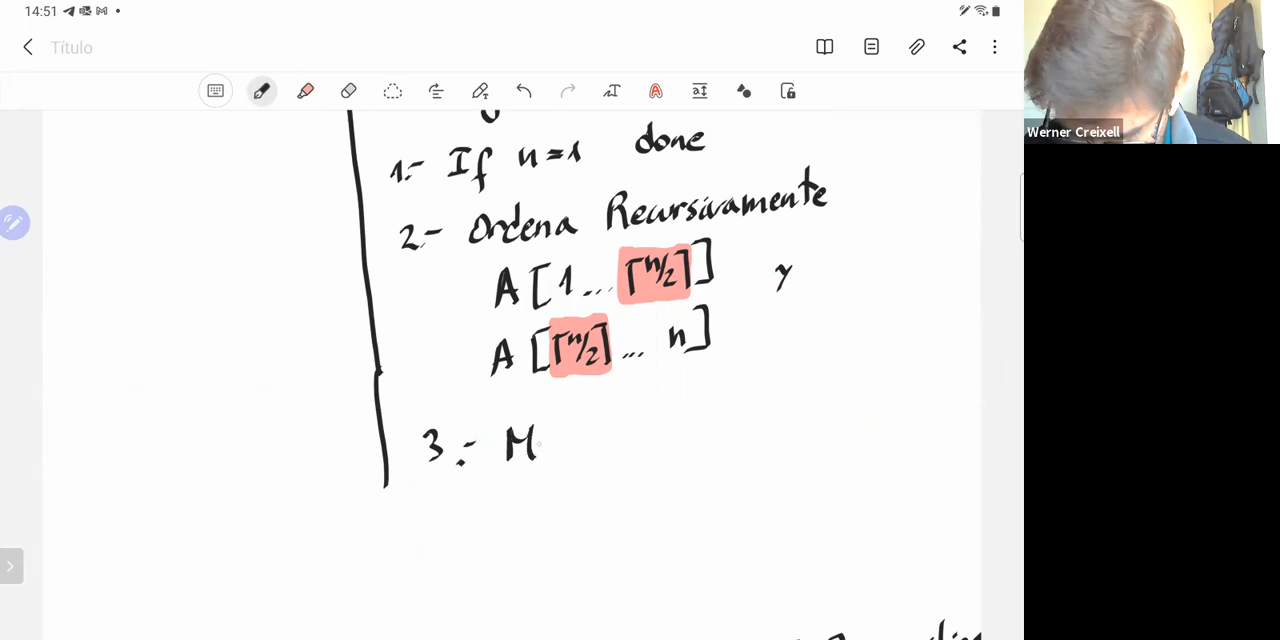 14:51
Título
Werner Creixell
1.- If n=1 done
2.- Ordena Recursivamente
A [1... ⌈n/2⌉] y
A [⌈n/2⌉ ... n]
3.- M